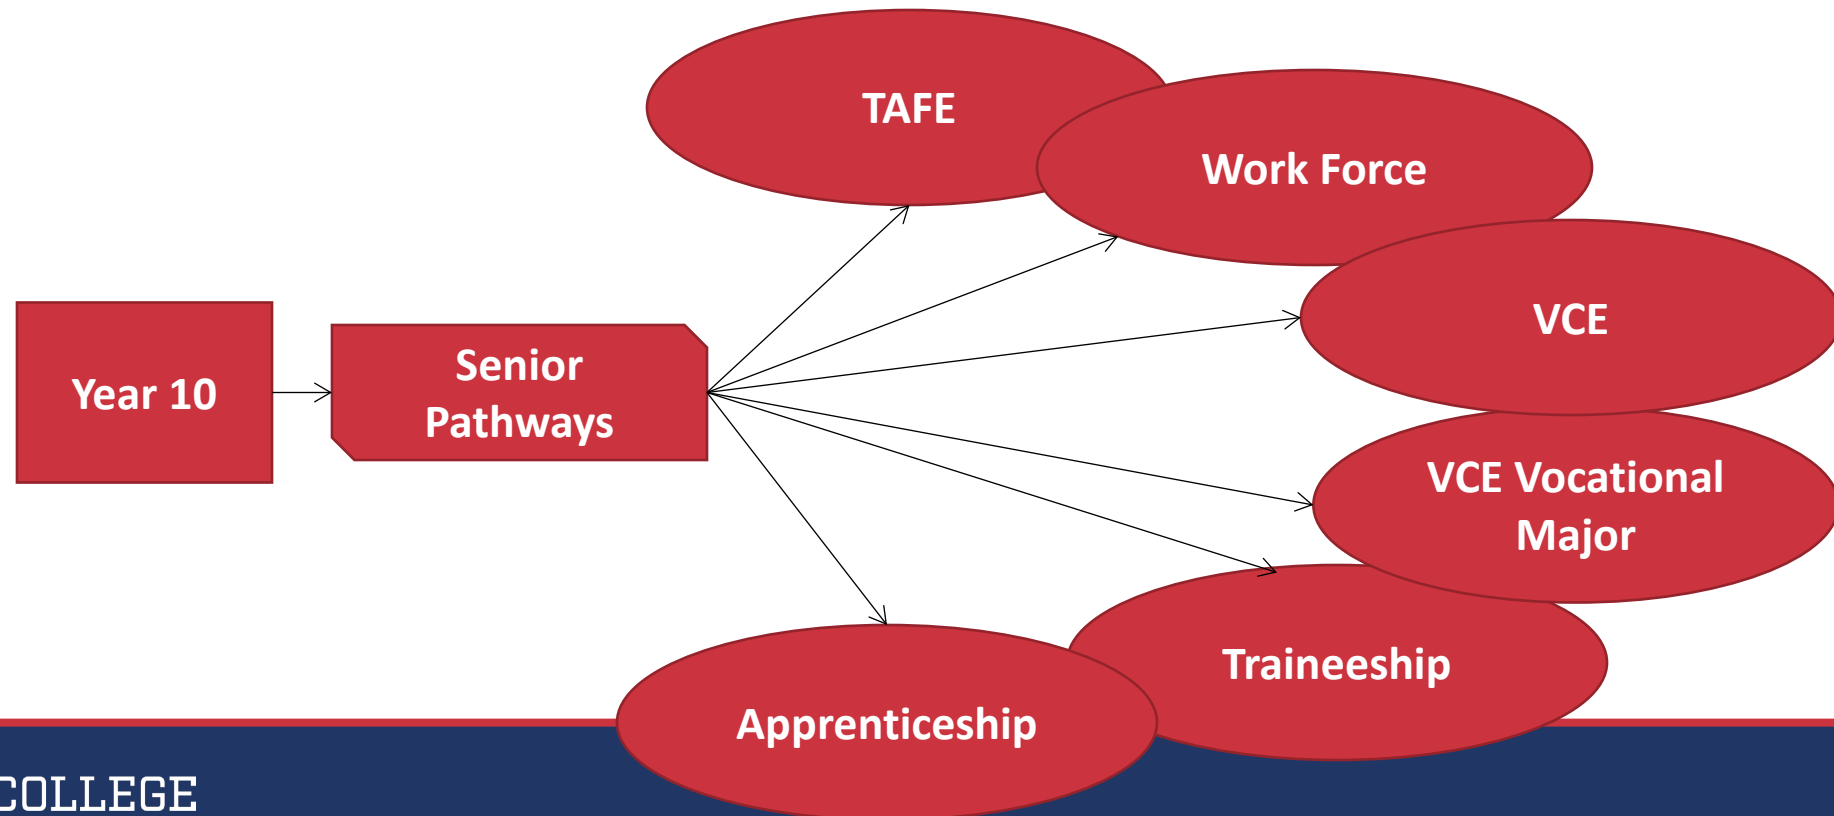 TAFE
Work Force
VCE
Year 10
Senior
Pathways
VCE Vocational
Major
Traineeship
Apprenticeship
COLLEGE